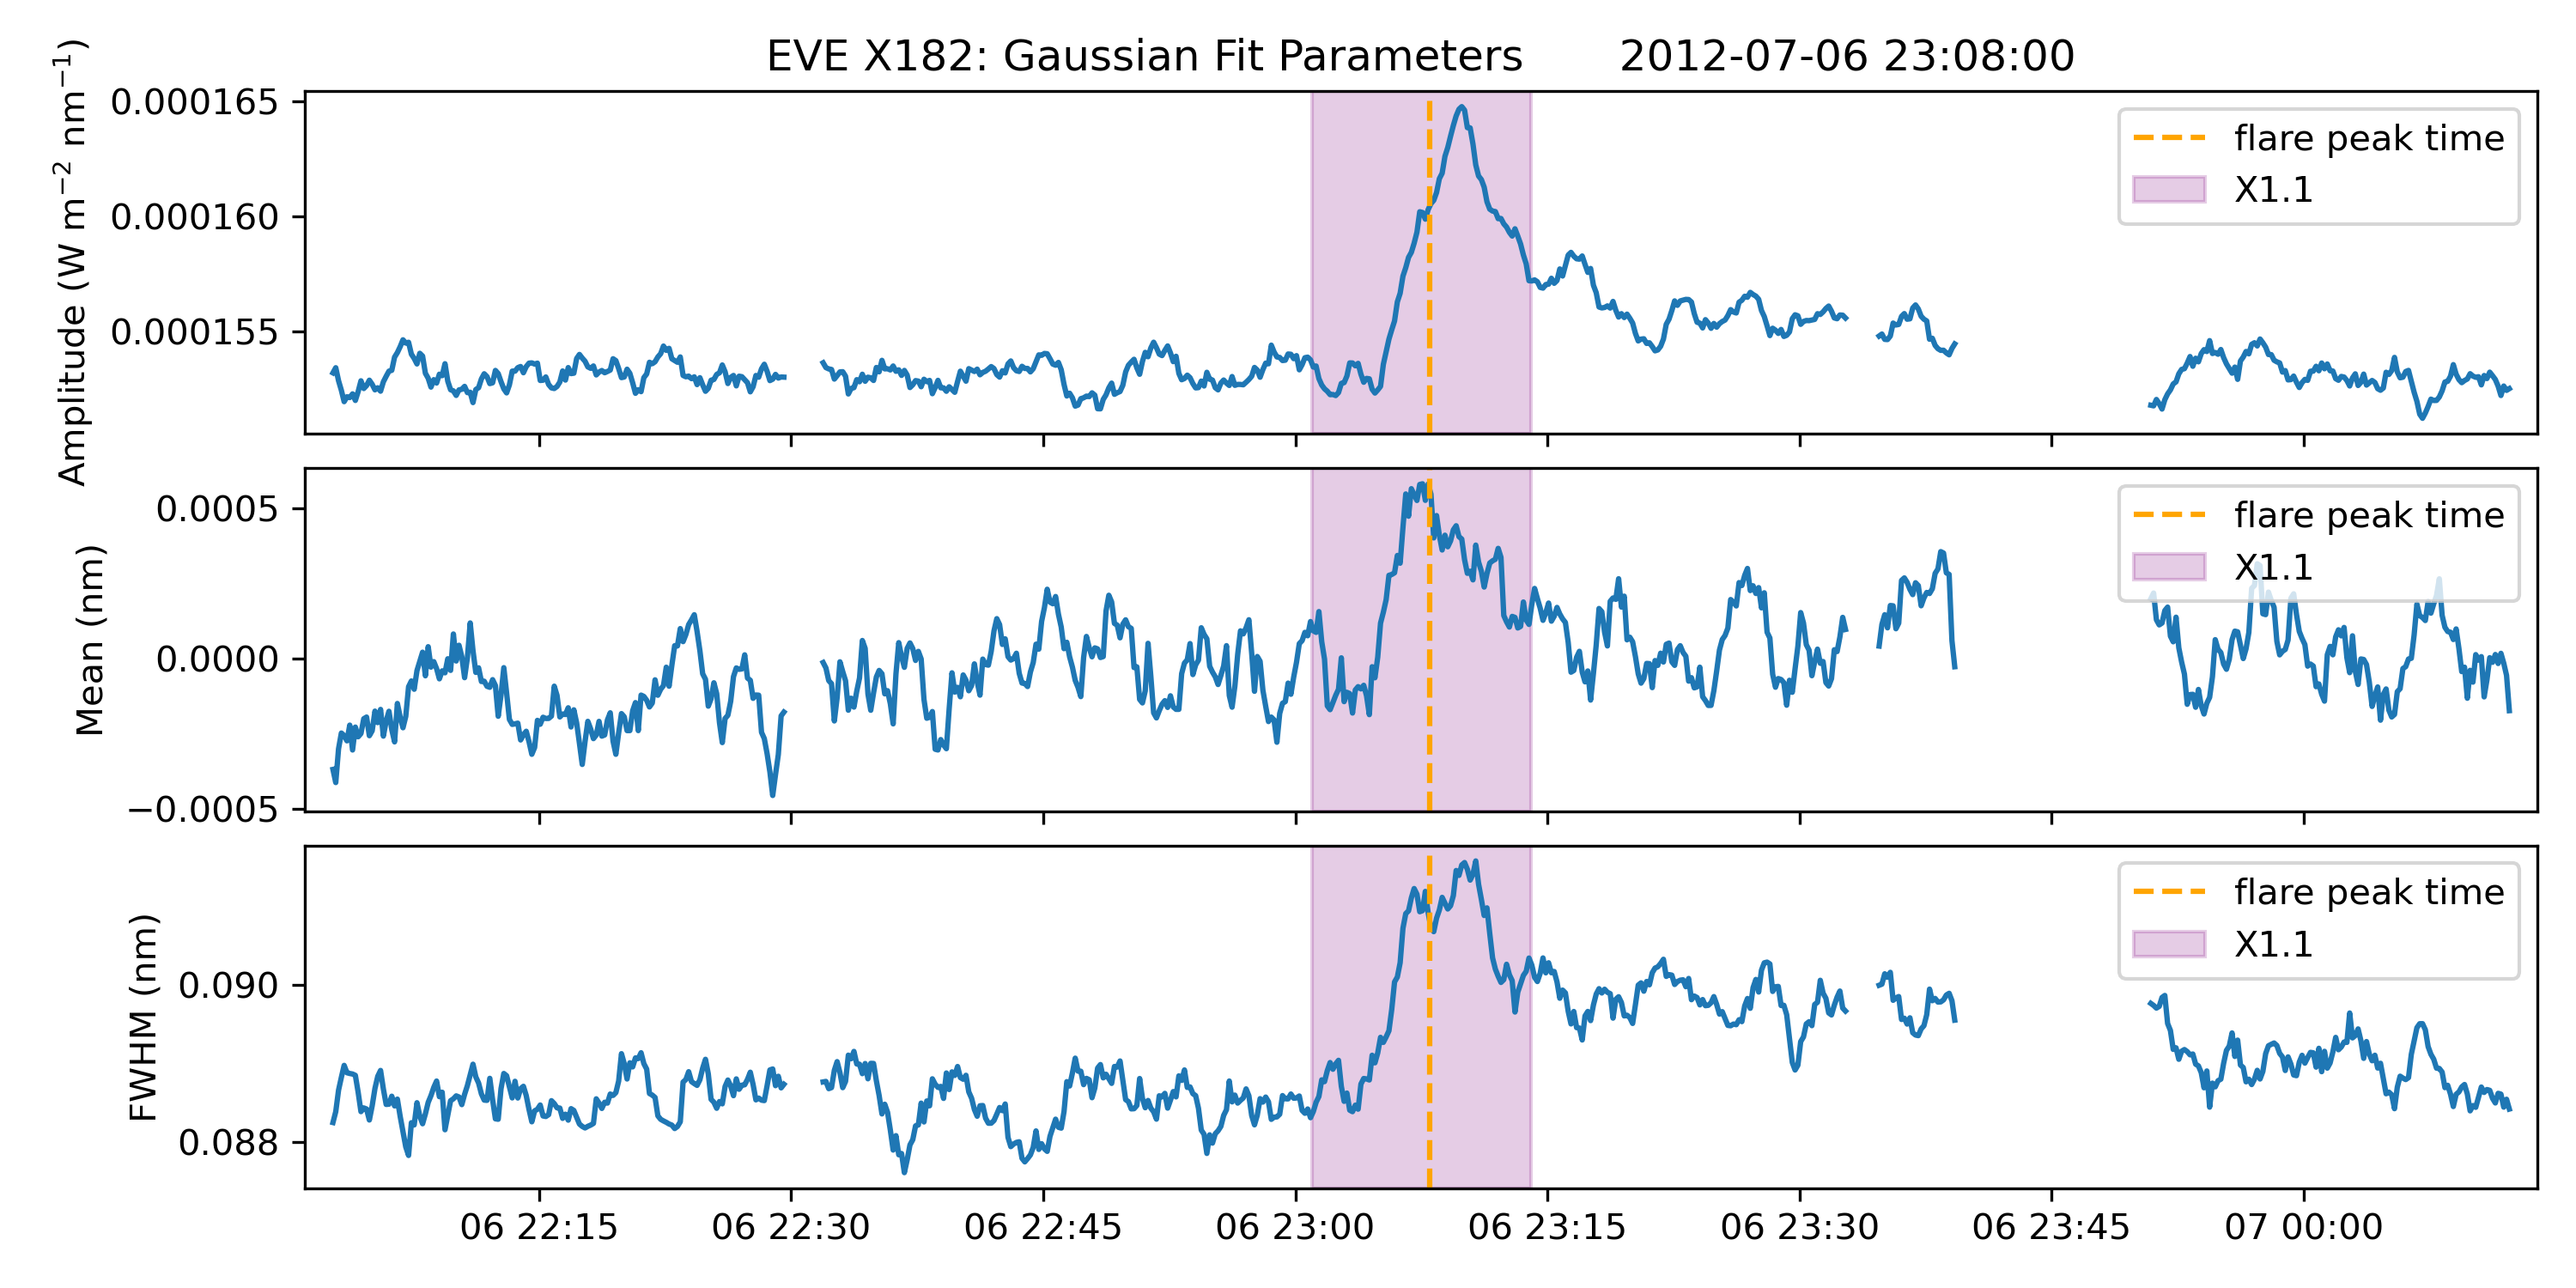 EVE X182: Gaussian Fit Parameters 2012-07-06 23:08:00
Amplitude (W m⁻² nm⁻¹)
0.000165
0.000160
0.000155
flare peak time
X1.1
Mean (nm)
0.0005
0.0000
−0.0005
flare peak time
X1.1
FWHM (nm)
0.090
0.088
flare peak time
X1.1
06 22:15 06 22:30 06 22:45 06 23:00 06 23:15 06 23:30 06 23:45 07 00:00